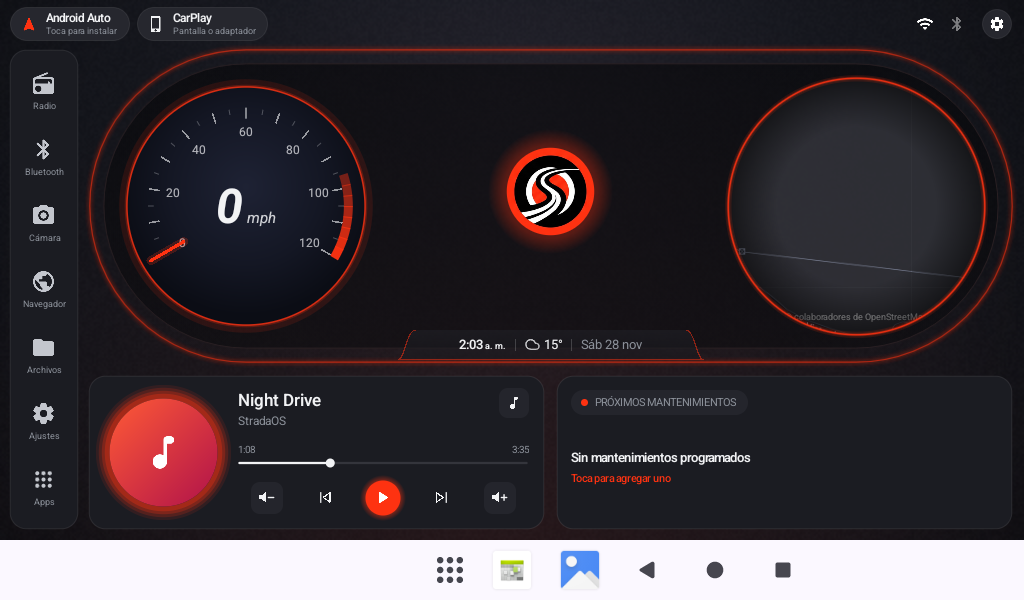 Android Auto
Toca para instalar
CarPlay
Pantalla o adaptador
Radio
Bluetooth
Cámara
Navegador
Archivos
Ajustes
Apps
0
20
40
60
80
100
120
0 mph
colaboradores de OpenStreetMa
2:03 a. m.
15°
Sáb 28 nov
Night Drive
StradaOS
1:08
3:35
PRÓXIMOS MANTENIMIENTOS
Sin mantenimientos programados
Toca para agregar uno